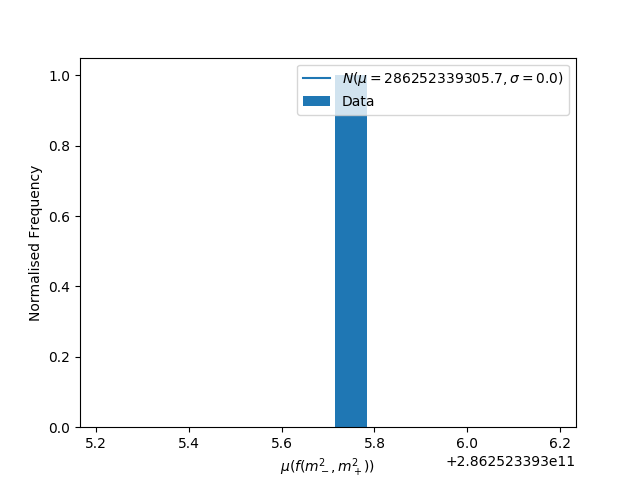 N(μ = 286252339305.7, σ = 0.0)
Data
1.0
0.8
0.6
0.4
0.2
0.0
Normalised Frequency
5.2 5.4 5.6 5.8 6.0 6.2
+2.862523393e11
μ(f(m²₋, m²₊))